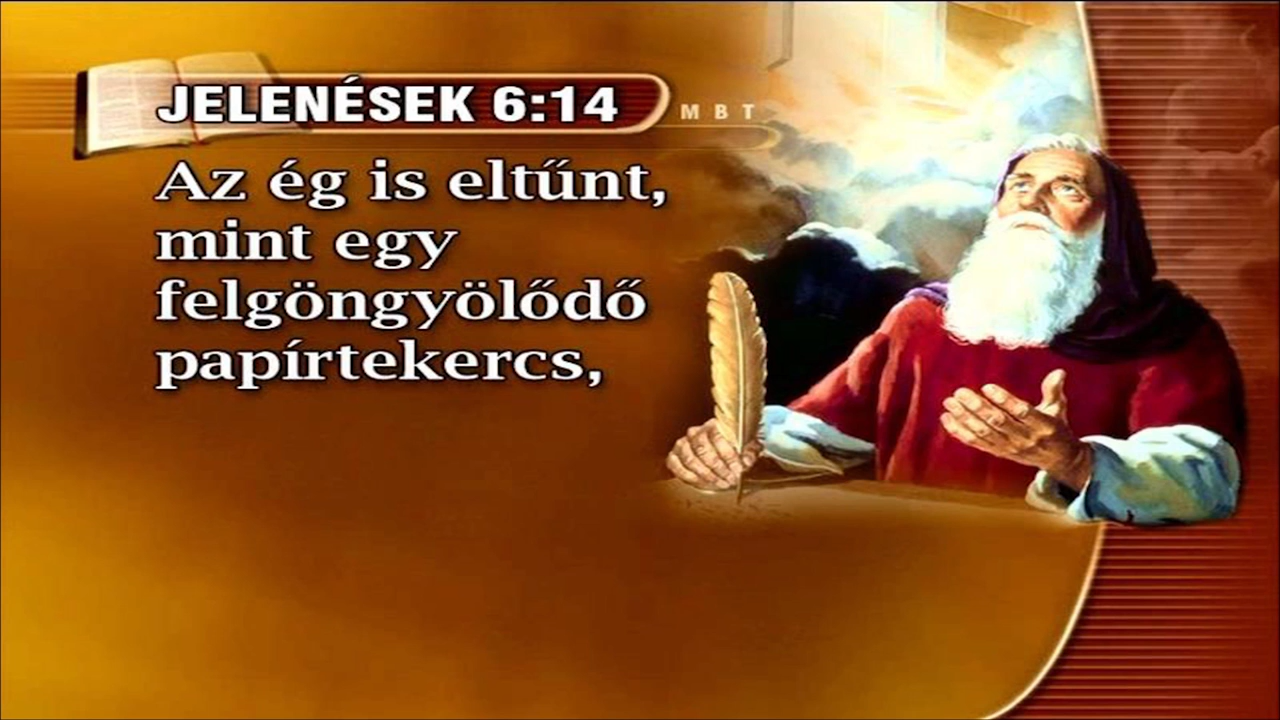 JELENÉSEK 6:14
MBT
Az ég is eltűnt,
mint egy
felgöngyölődő
papírtekercs,